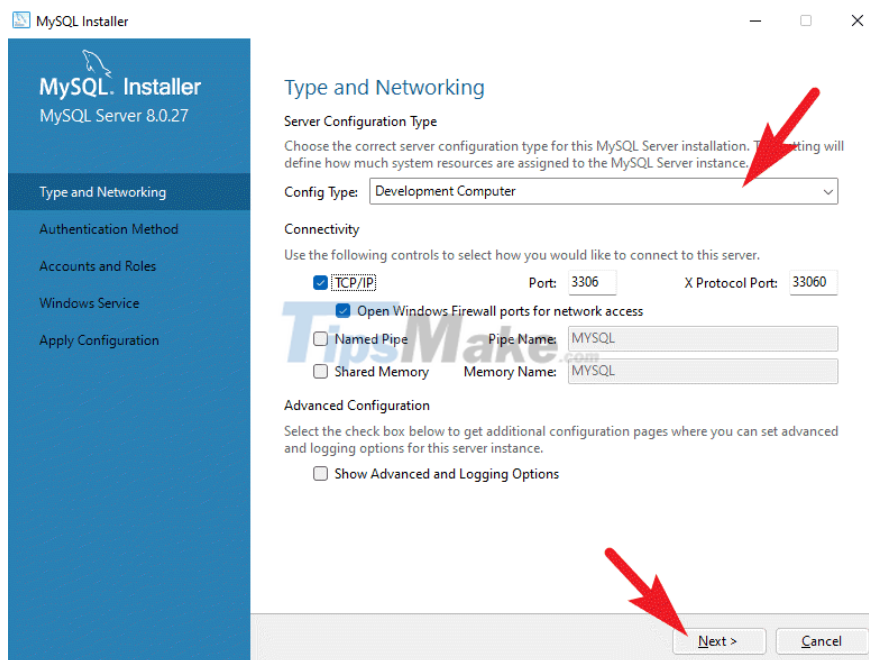 MySQL Installer
MySQL. Installer
MySQL Server 8.0.27
Type and Networking
Authentication Method
Accounts and Roles
Windows Service
Apply Configuration
Type and Networking
Server Configuration Type
Choose the correct server configuration type for this MySQL Server installation. T tting will
define how much system resources are assigned to the MySQL Server instance.
Config Type: Development Computer
Connectivity
Use the following controls to select how you would like to connect to this server.
TCP/IP Port: 3306 X Protocol Port: 33060
Open Windows Firewall ports for network access
Named Pipe Pipe Name: MYSQL
Shared Memory Memory Name: MYSQL
TipsMake.com
Advanced Configuration
Select the check box below to get additional configuration pages where you can set advanced
and logging options for this server instance.
Show Advanced and Logging Options
Next > Cancel